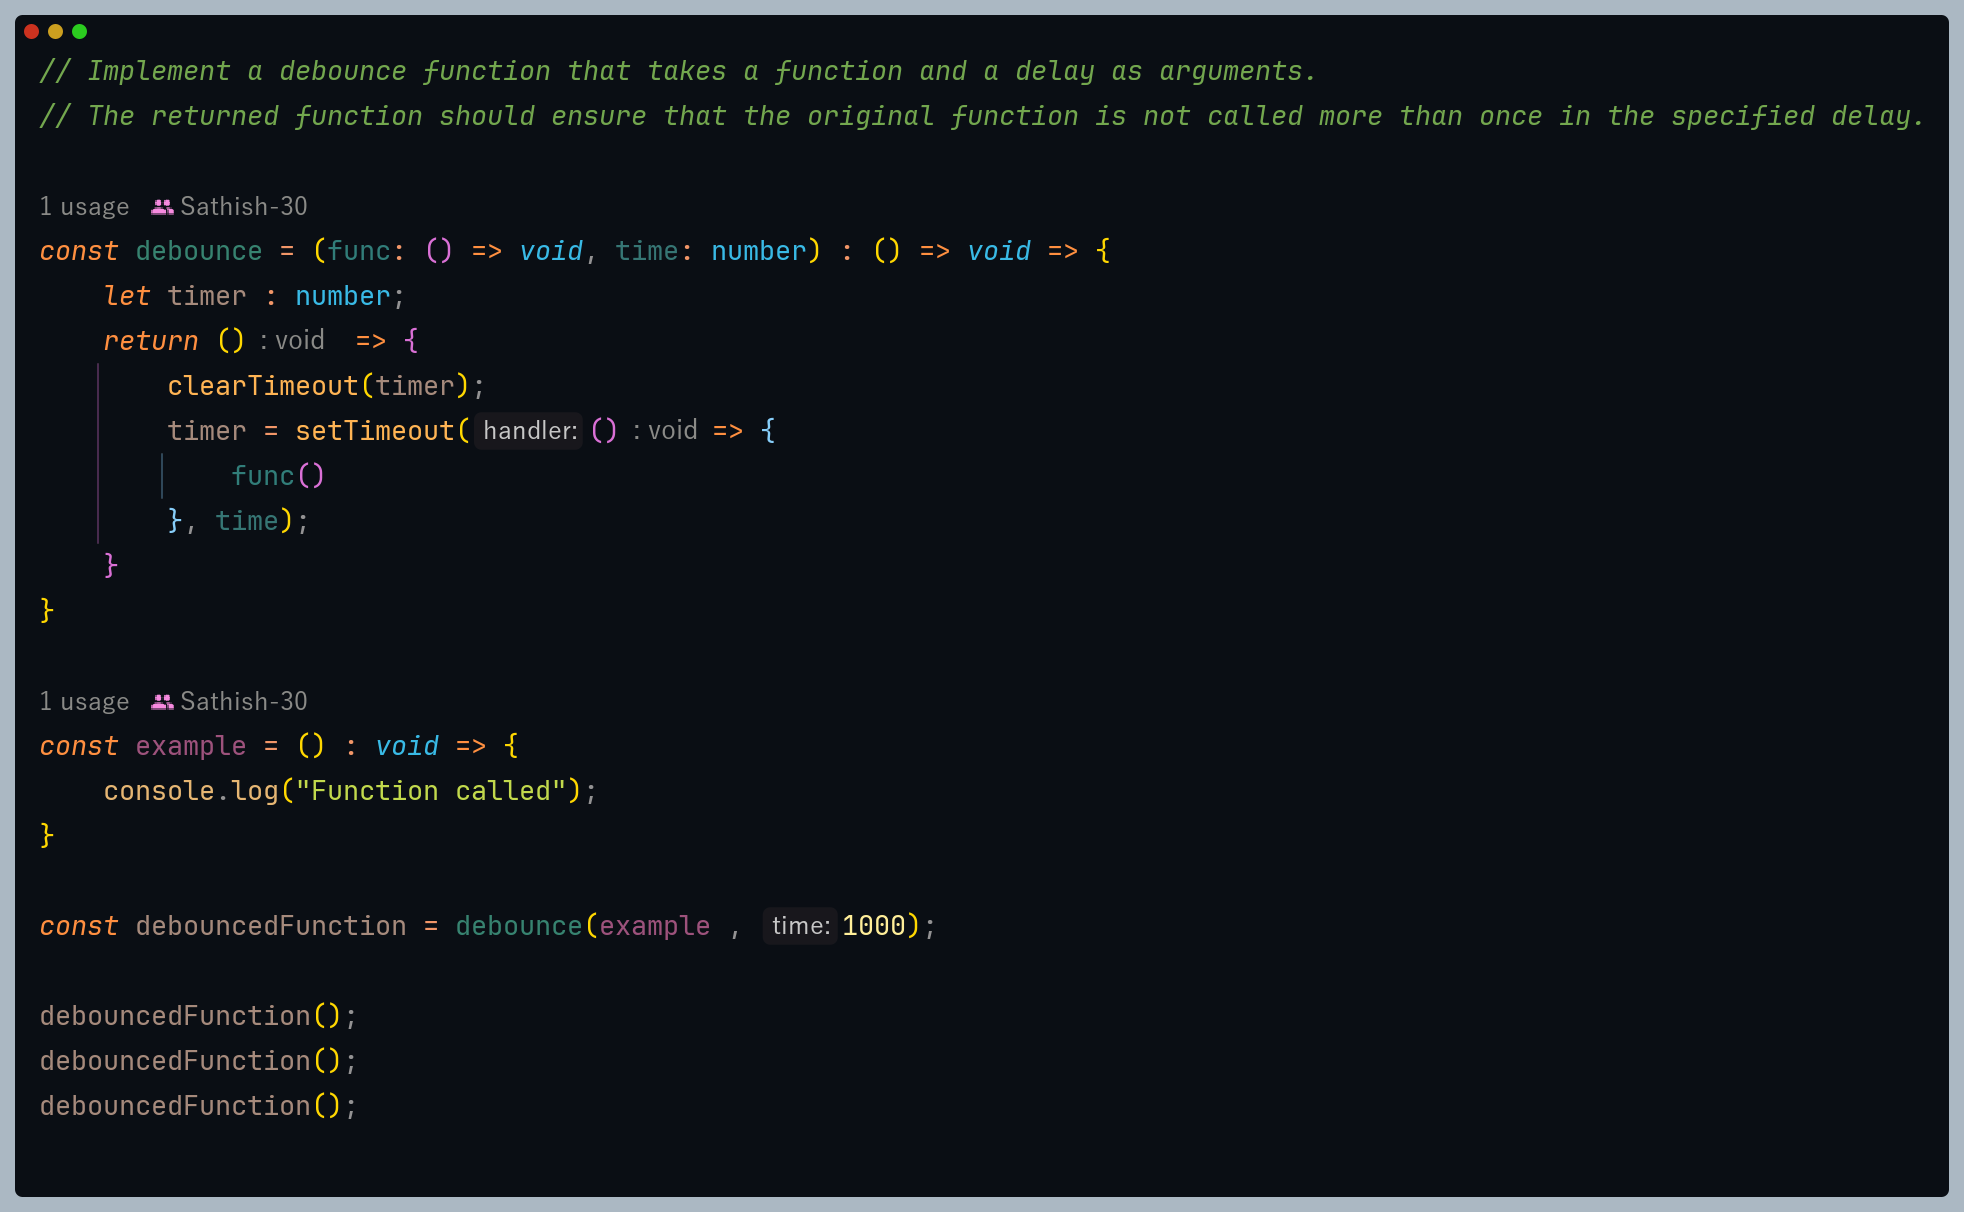 // Implement a debounce function that takes a function and a delay as arguments.
// The returned function should ensure that the original function is not called more than once in the specified delay.
1 usage Sathish-30
const debounce = (func: () => void, time: number) : () => void => {
let timer : number;
return () : void => {
clearTimeout(timer);
timer = setTimeout( handler: () : void => {
func()
}, time);
}
}
1 usage Sathish-30
const example = () : void => {
console.log("Function called");
}
const debouncedFunction = debounce(example , time: 1000);
debouncedFunction();
debouncedFunction();
debouncedFunction();